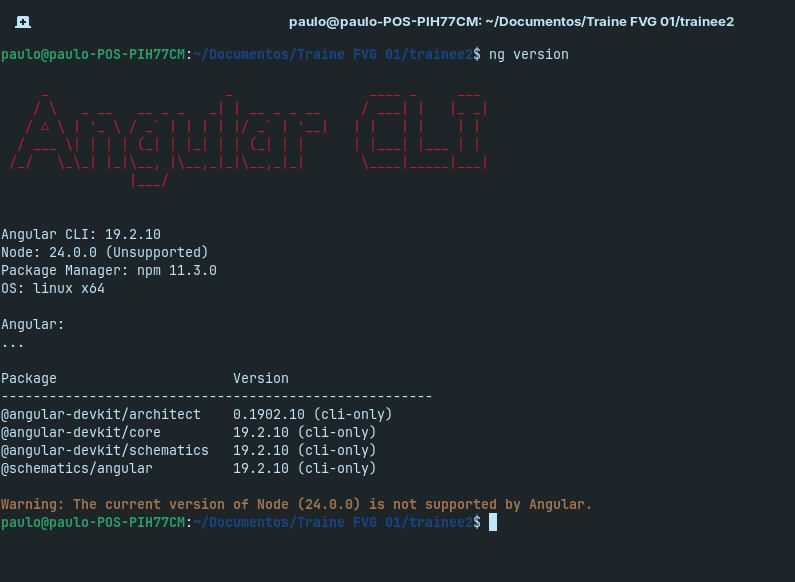 paulo@paulo-POS-PIH77CM: ~/Documentos/Traine FVG 01/trainee2
paulo@paulo-POS-PIH77CM:~/Documentos/Traine FVG 01/trainee2$ ng version
Angular CLI
Angular CLI: 19.2.10
Node: 24.0.0 (Unsupported)
Package Manager: npm 11.3.0
OS: linux x64
Angular:
...
Package Version
------------------------------------------------------
@angular-devkit/architect 0.1902.10 (cli-only)
@angular-devkit/core 19.2.10 (cli-only)
@angular-devkit/schematics 19.2.10 (cli-only)
@schematics/angular 19.2.10 (cli-only)
Warning: The current version of Node (24.0.0) is not supported by Angular.
paulo@paulo-POS-PIH77CM:~/Documentos/Traine FVG 01/trainee2$